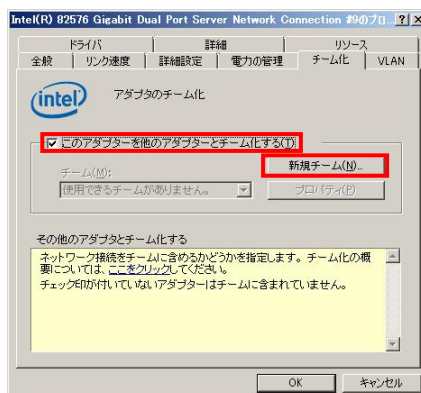 Intel(R) 82576 Gigabit Dual Port Server Network Connection #9のプロ...
ドライバ 詳細 リソース
全般 リンク速度 詳細設定 電力の管理 チーム化 VLAN
intel アダプタのチーム化
このアダプターを他のアダプターとチーム化する(T)
新規チーム(N)...
チーム(M):
使用できるチームがありません。 プロパティ(P)
その他のアダプタとチーム化する
ネットワーク接続をチームに含めるかどうかを指定します。チーム化の概
要については、ここをクリックしてください。
チェック印が付いていないアダプターはチームに含まれていません。
OK キャンセル